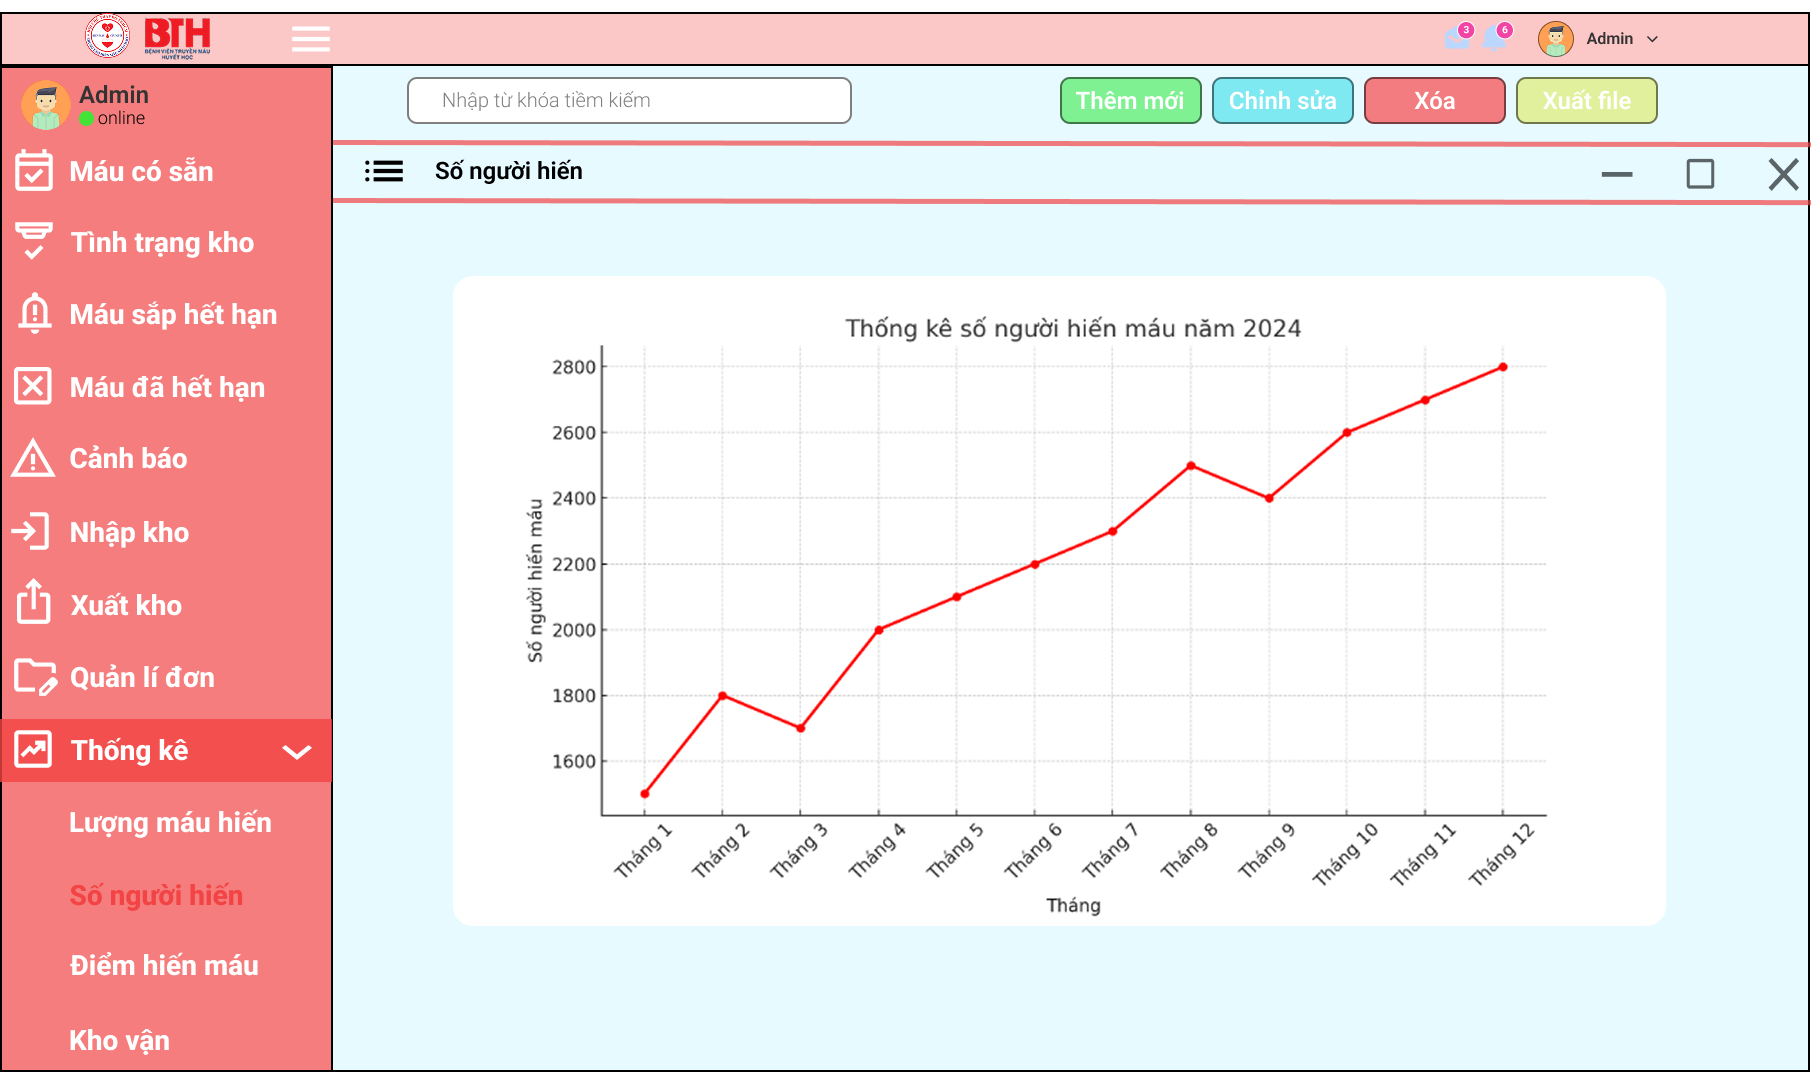 BTH
BỆNH VIỆN TRUYỀN MÁU
HUYẾT HỌC
3
6
Admin
Admin
online
Nhập từ khóa tiềm kiếm
Thêm mới
Chỉnh sửa
Xóa
Xuất file
Số người hiến
Máu có sẵn
Tình trạng kho
Máu sắp hết hạn
Máu đã hết hạn
Cảnh báo
Nhập kho
Xuất kho
Quản lí đơn
Thống kê
Lượng máu hiến
Số người hiến
Điểm hiến máu
Kho vận
Thống kê số người hiến máu năm 2024
Số người hiến máu
2800
2600
2400
2200
2000
1800
1600
Tháng 1
Tháng 2
Tháng 3
Tháng 4
Tháng 5
Tháng 6
Tháng 7
Tháng 8
Tháng 9
Tháng 10
Tháng 11
Tháng 12
Tháng